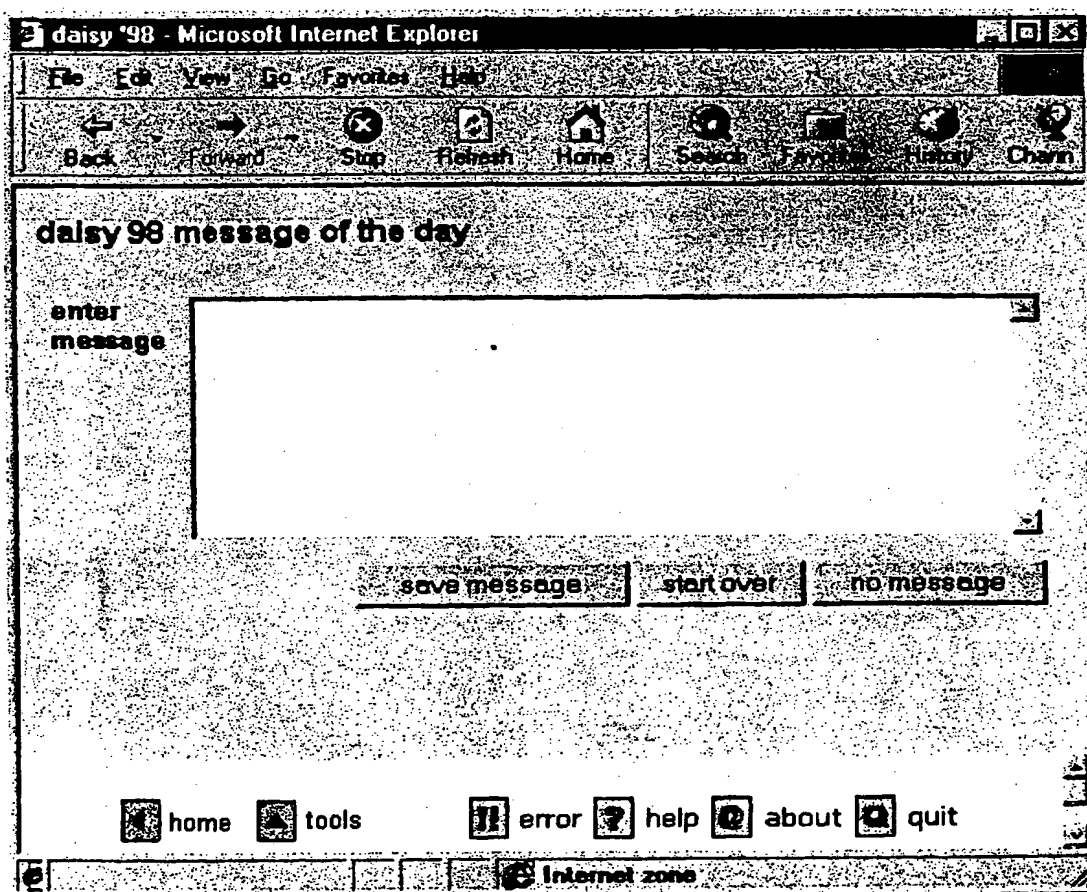 daisy '98 - Microsoft Internet Explorer
File Edit View Go Favorites Help
Back Forward Stop Refresh Home Search Favorites History Chann
daisy 98 message of the day
enter
message
save message start over no message
home tools !! error ? help @ about Q quit
Internet zone